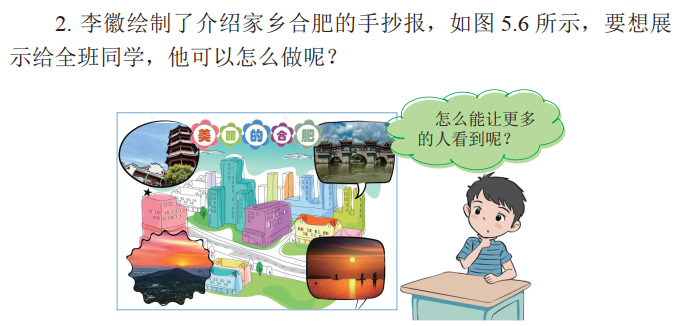 2. 李徽绘制了介绍家乡合肥的手抄报，如图 5.6 所示，要想展
示给全班同学，他可以怎么做呢？
美丽的合肥
怎么能让更多
的人看到呢？